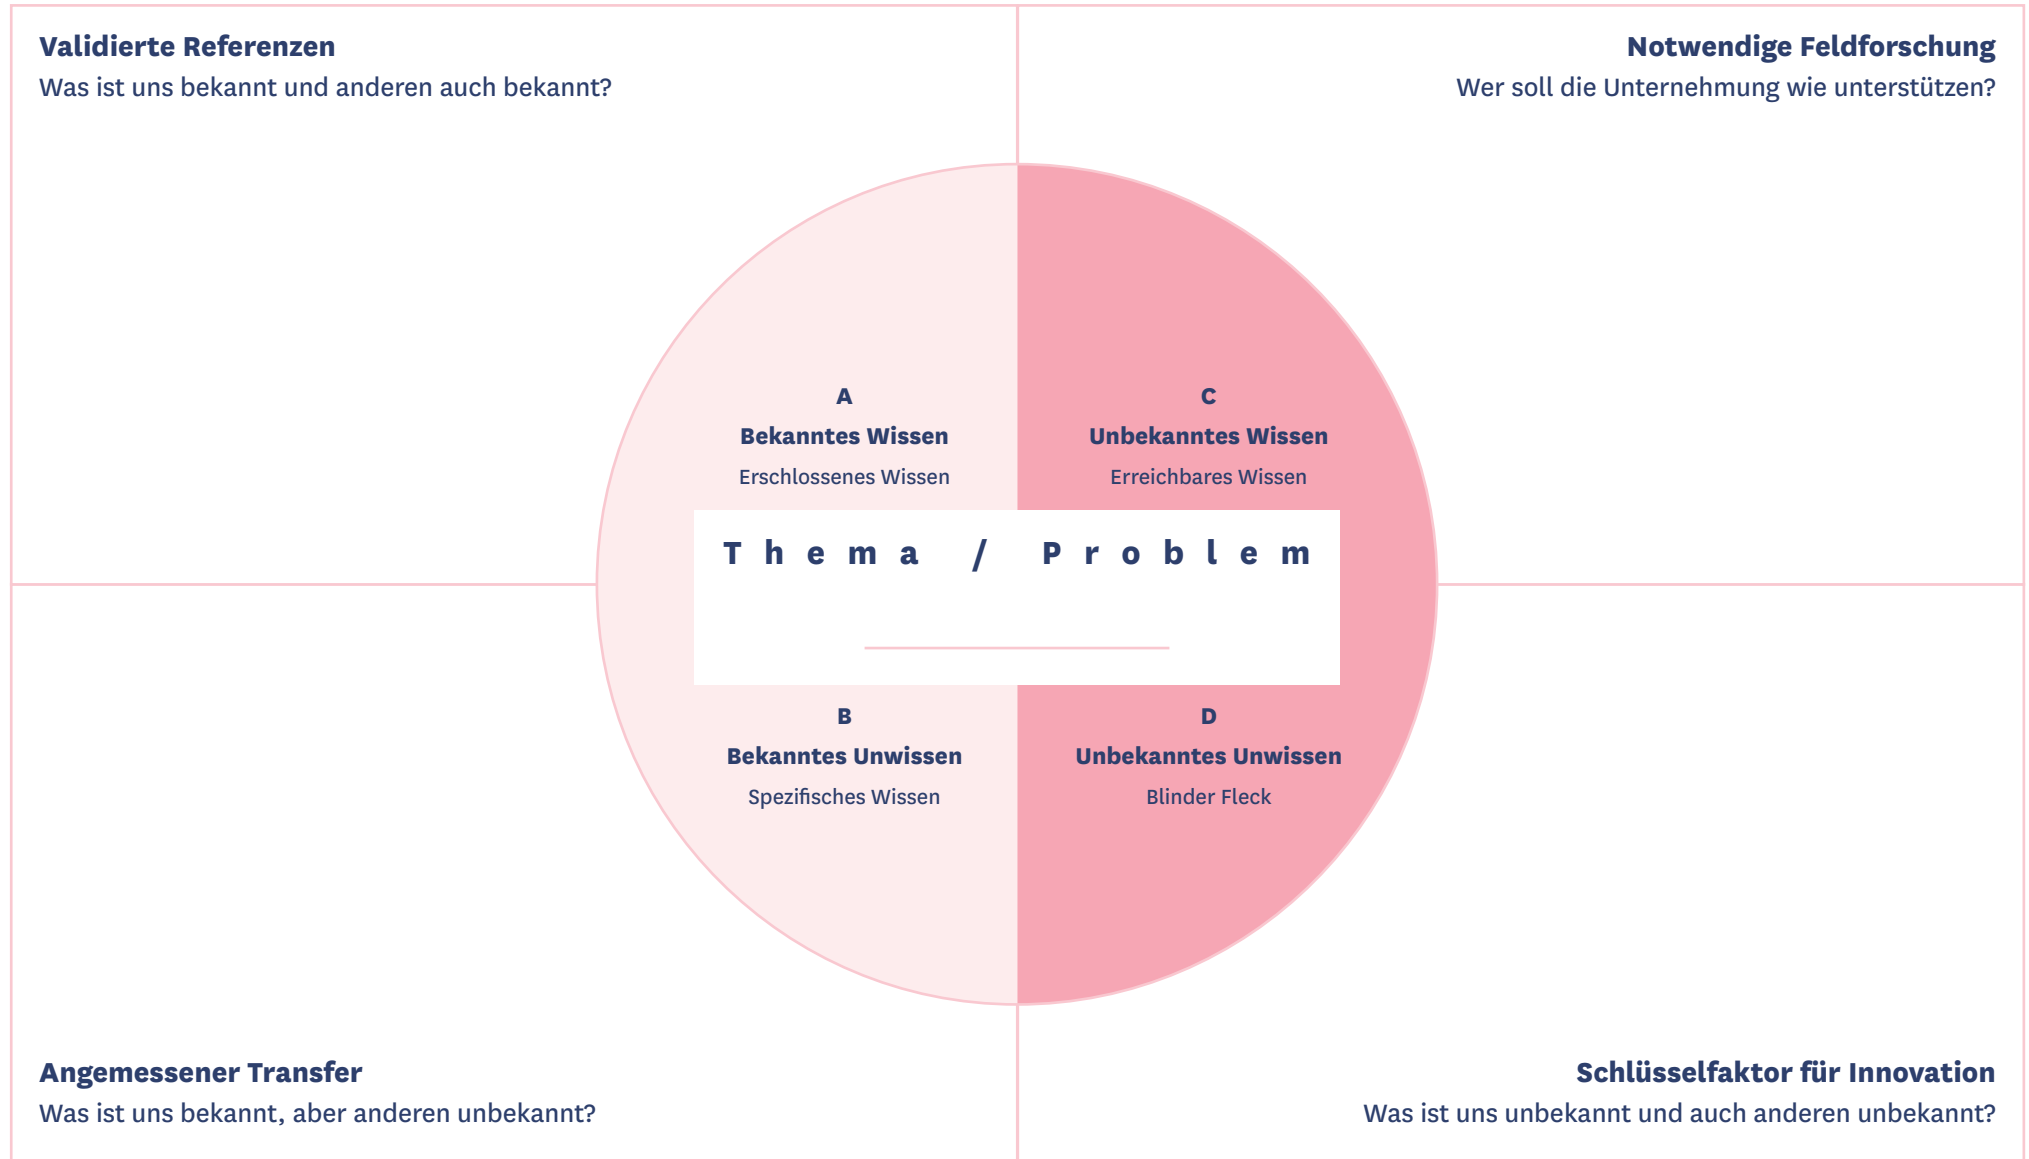 Validierte Referenzen
Was ist uns bekannt und anderen auch bekannt?
Notwendige Feldforschung
Wer soll die Unternehmung wie unterstützen?
A
Bekanntes Wissen
Erschlossenes Wissen
C
Unbekanntes Wissen
Erreichbares Wissen
Thema / Problem
B
Bekanntes Unwissen
Spezifisches Wissen
D
Unbekanntes Unwissen
Blinder Fleck
Angemessener Transfer
Was ist uns bekannt, aber anderen unbekannt?
Schlüsselfaktor für Innovation
Was ist uns unbekannt und auch anderen unbekannt?